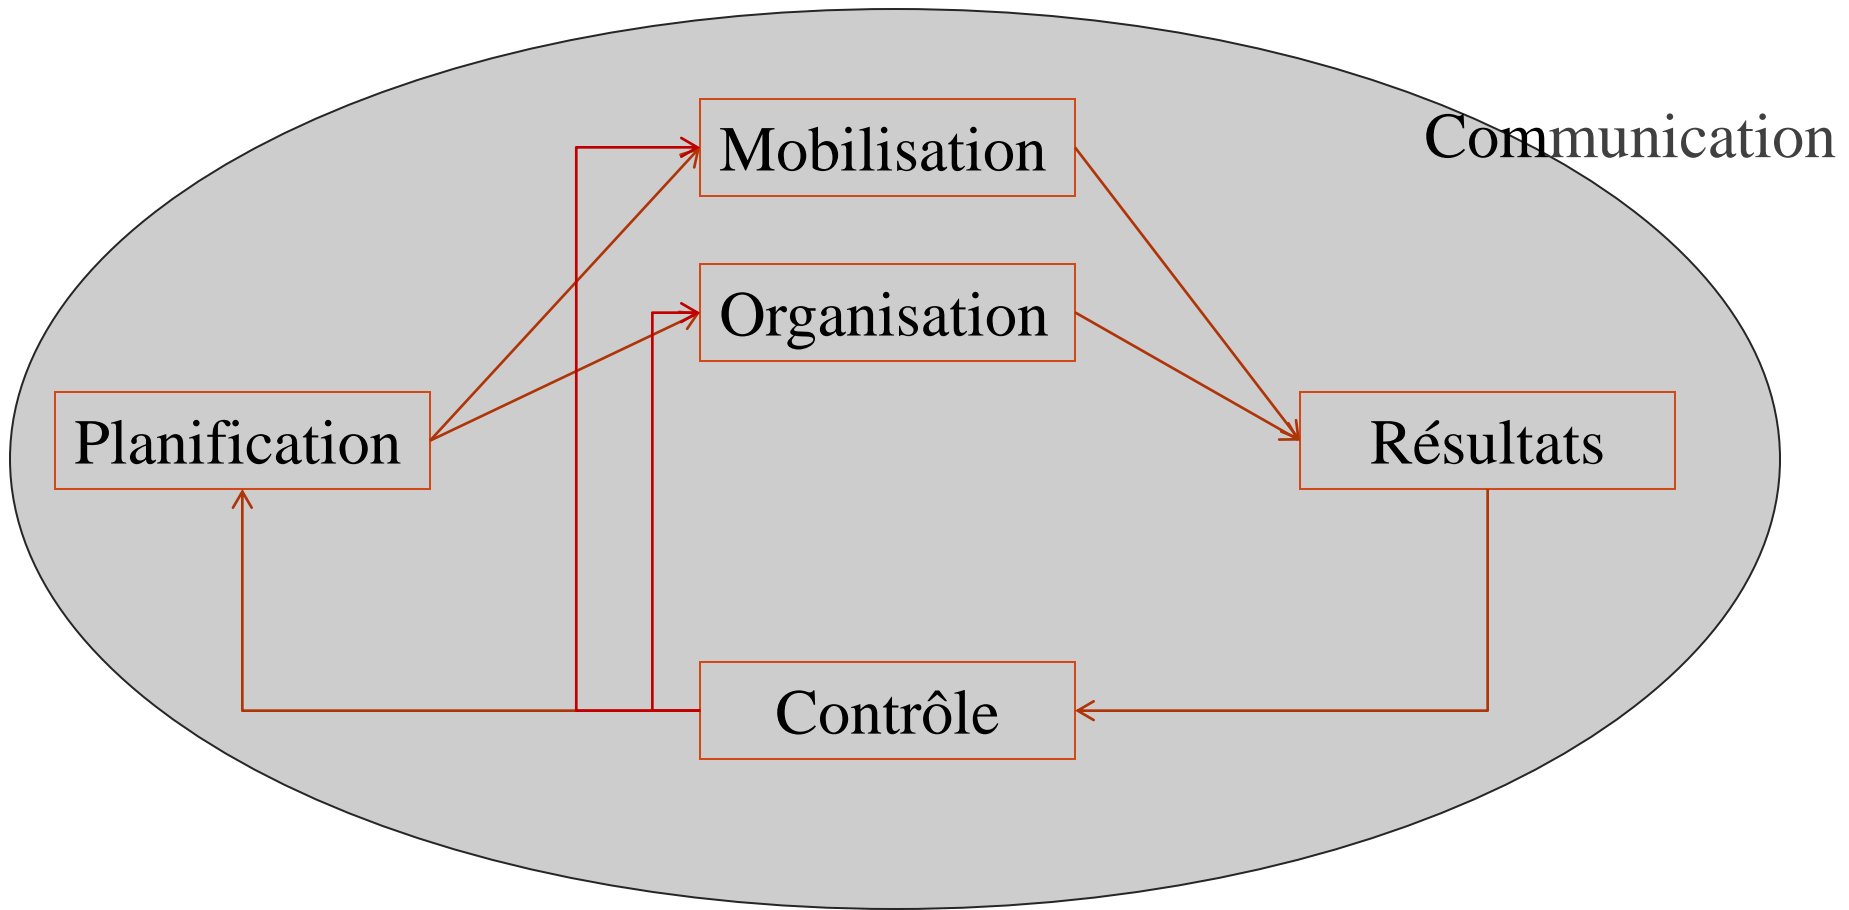 Mobilisation
Communication
Organisation
Planification
Résultats
Contrôle